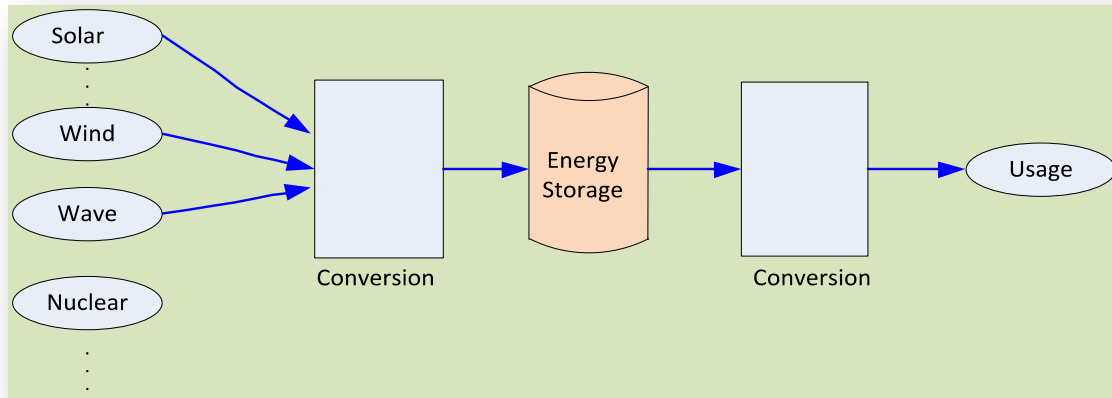 Solar
Wind
Wave
Nuclear
Conversion
Energy
Storage
Conversion
Usage